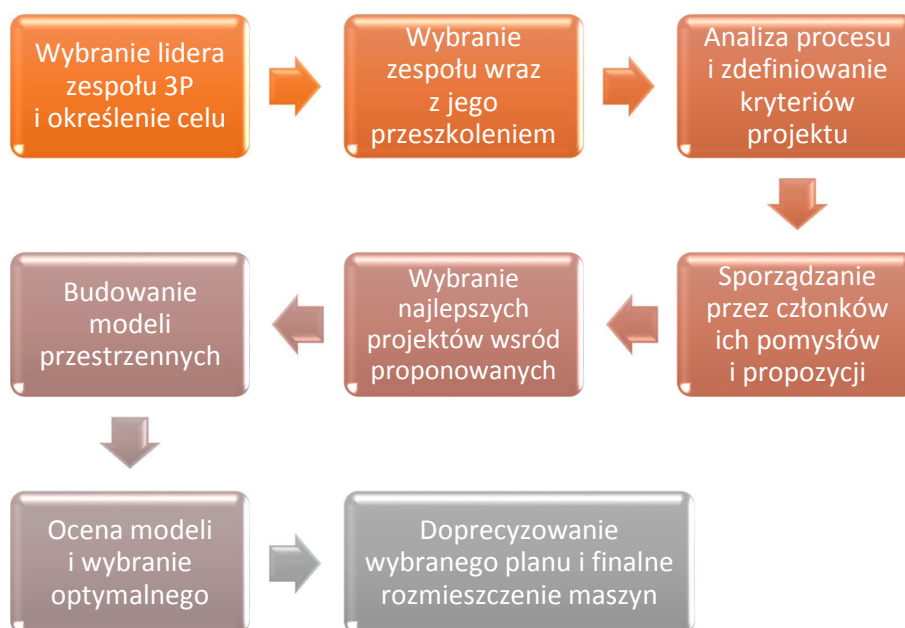 Wybranie lidera
zespołu 3P
i określenie celu
Wybranie
zespołu wraz
z jego
przeszkoleniem
Analiza procesu
i zdefiniowanie
kryteriów
projektu
Sporządzanie
przez członków
ich pomysłów
i propozycji
Wybranie
najlepszych
projektów wsród
proponowanych
Budowanie
modeli
przestrzennych
Ocena modeli
i wybranie
optymalnego
Doprecyzowanie
wybranego planu i finalne
rozmieszczenie maszyn